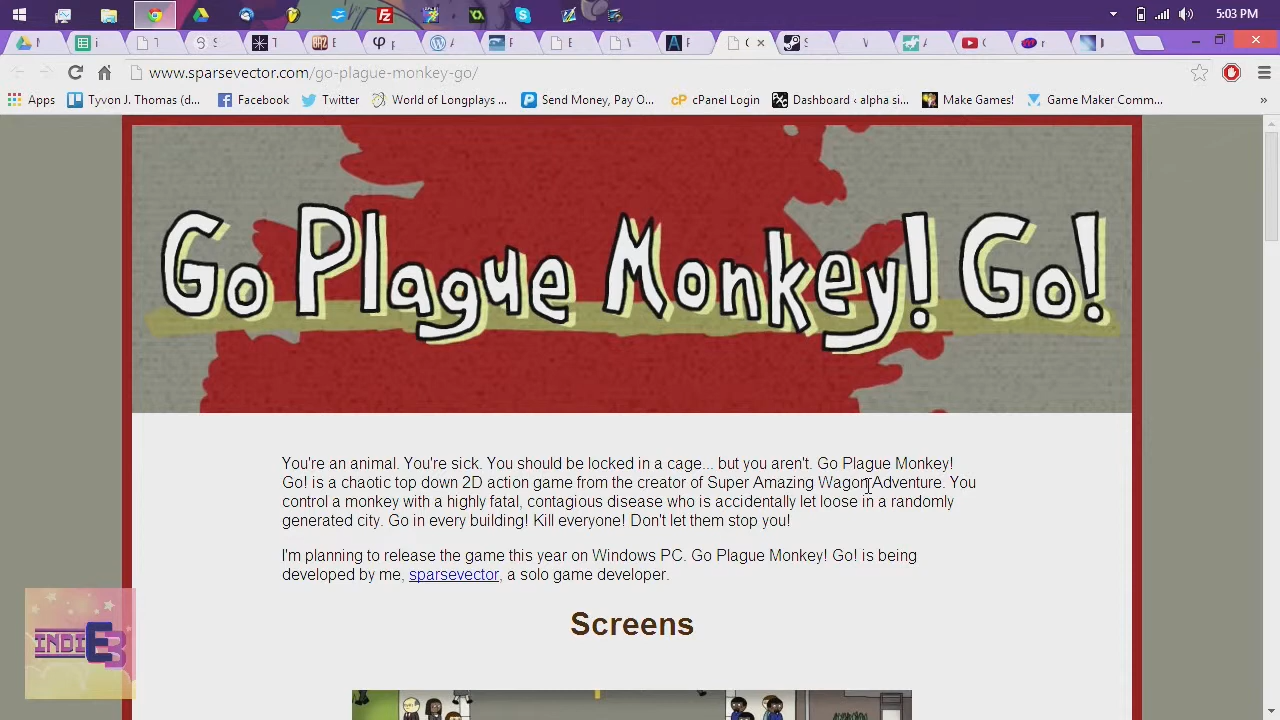 5:03 PM
www.sparsevector.com/go-plague-monkey-go/
Apps Tyvon J. Thomas (d... Facebook Twitter World of kongpty... Send Money, Pay O... cPanel Login Dashboard ‹ alpha si... Make Games! Game Make Comm... »
Go Plague Monkey! Go!
You're an animal. You're sick. You should be locked in a cage... but you aren't. Go Plague Monkey!
Go! is a chaotic top down 2D action game from the creator of Super Amazing Wagon Adventure. You
control a monkey with a highly fatal, contagious disease who is accidentally let loose in a randomly
generated city. Go in every building! Kill everyone! Don't let them stop you!
I'm planning to release the game this year on Windows PC. Go Plague Monkey! Go! is being
developed by me, sparsevector, a solo game developer.
Screens
INDI E3